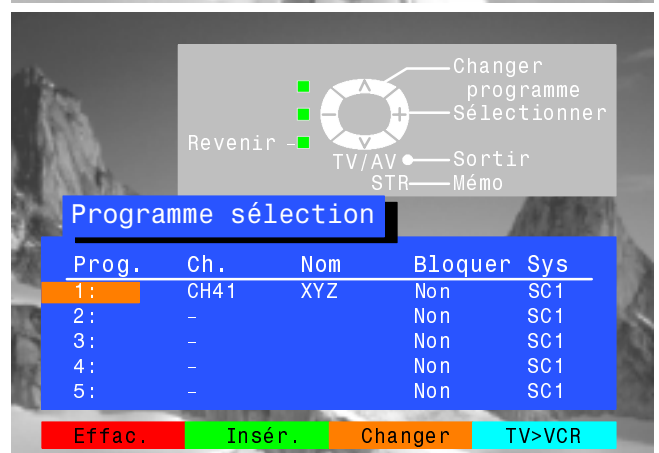 Changer
programme
Sélectionner
Revenir
TV/AV Sortir
STR Mémo
Programme sélection
Prog. Ch. Nom Bloquer Sys
1: CH41 XYZ Non SC1
2: – Non SC1
3: – Non SC1
4: – Non SC1
5: – Non SC1
Effac. Insér. Changer TV>VCR